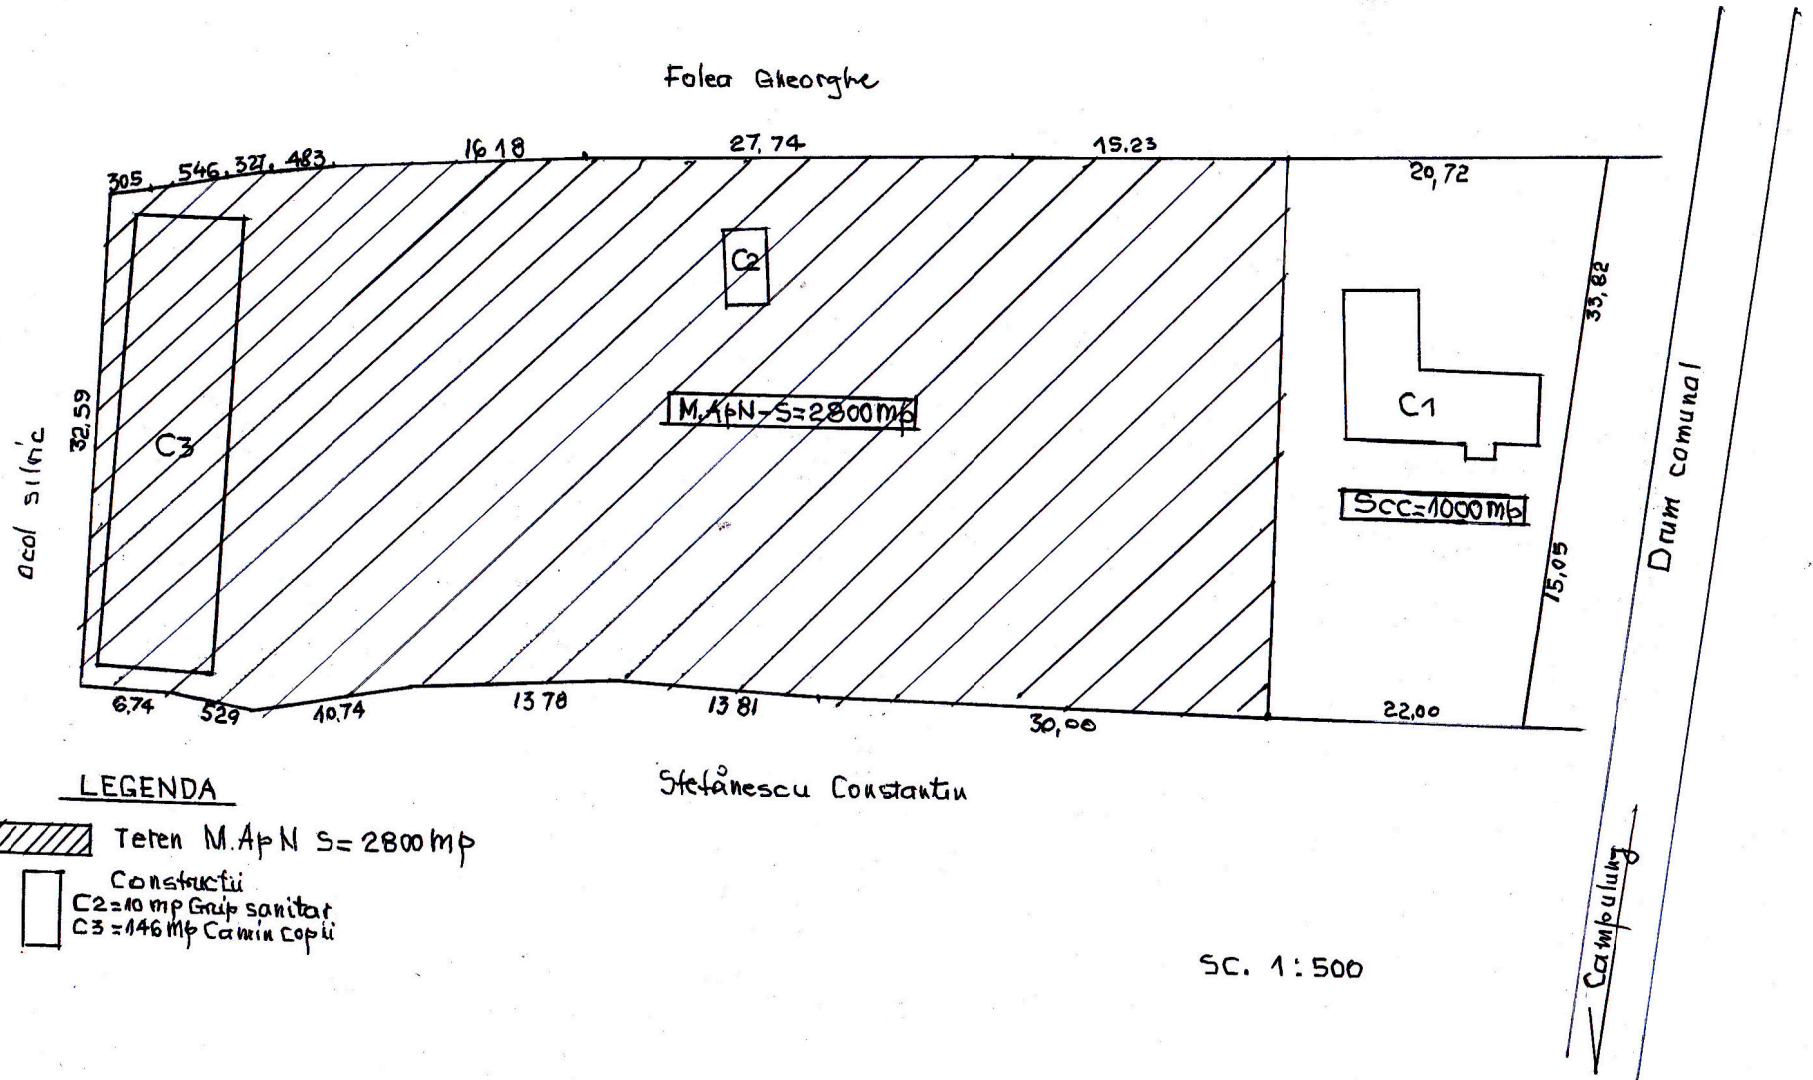 Folea Gheorghe
305 546 327 483 16 18 27,74 15.23
20,72
C2
33,82
32.59
M.ApN-S=2800mp
C1
C3
Scc=1000mp
Drum comunal
15,05
6,74 529 10.74 13 78 13 81 30,00 22,00
Stefănescu Constantin
LEGENDA
Teren M.ApN S=2800mp
Constructii
C2=10 mp Grup sanitar
C3=146 mp Camin copii
Campulung
SC. 1:500